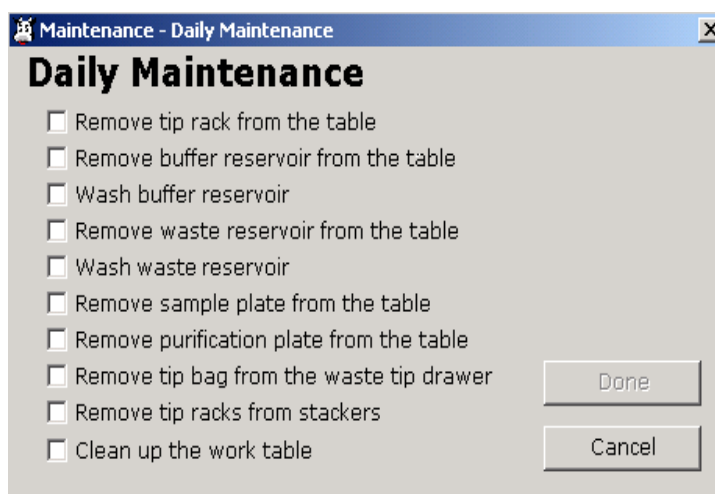 Maintenance - Daily Maintenance
Daily Maintenance
Remove tip rack from the table
Remove buffer reservoir from the table
Wash buffer reservoir
Remove waste reservoir from the table
Wash waste reservoir
Remove sample plate from the table
Remove purification plate from the table
Remove tip bag from the waste tip drawer
Done
Remove tip racks from stackers
Clean up the work table
Cancel